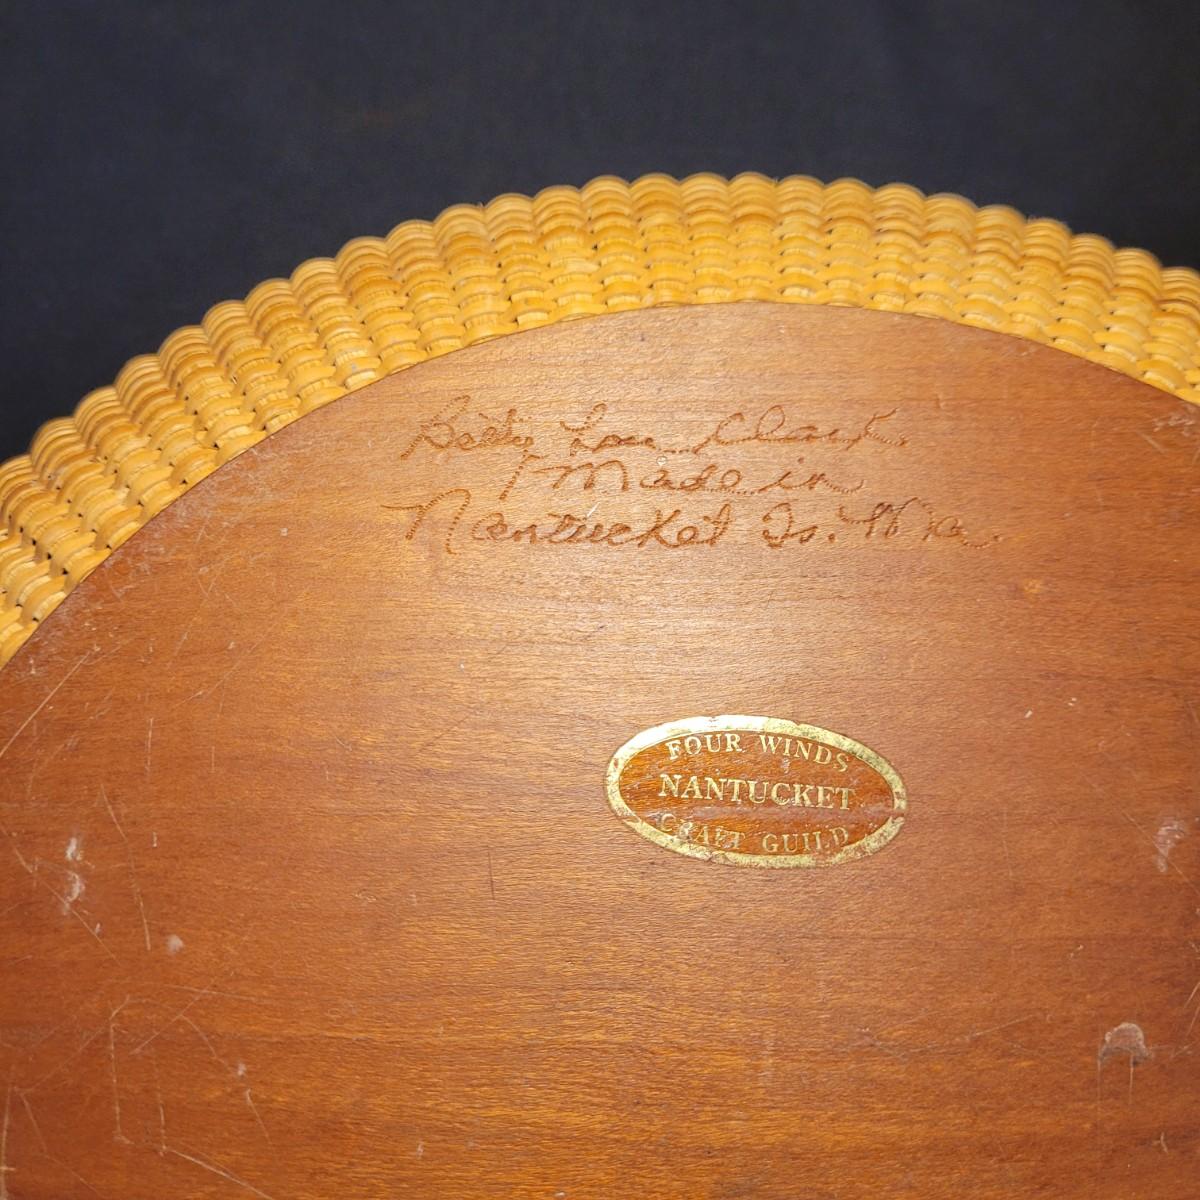 Betty Lou Clark
Made in
Nantucket Is. Ma.
FOUR WINDS
NANTUCKET
CRAFT GUILD